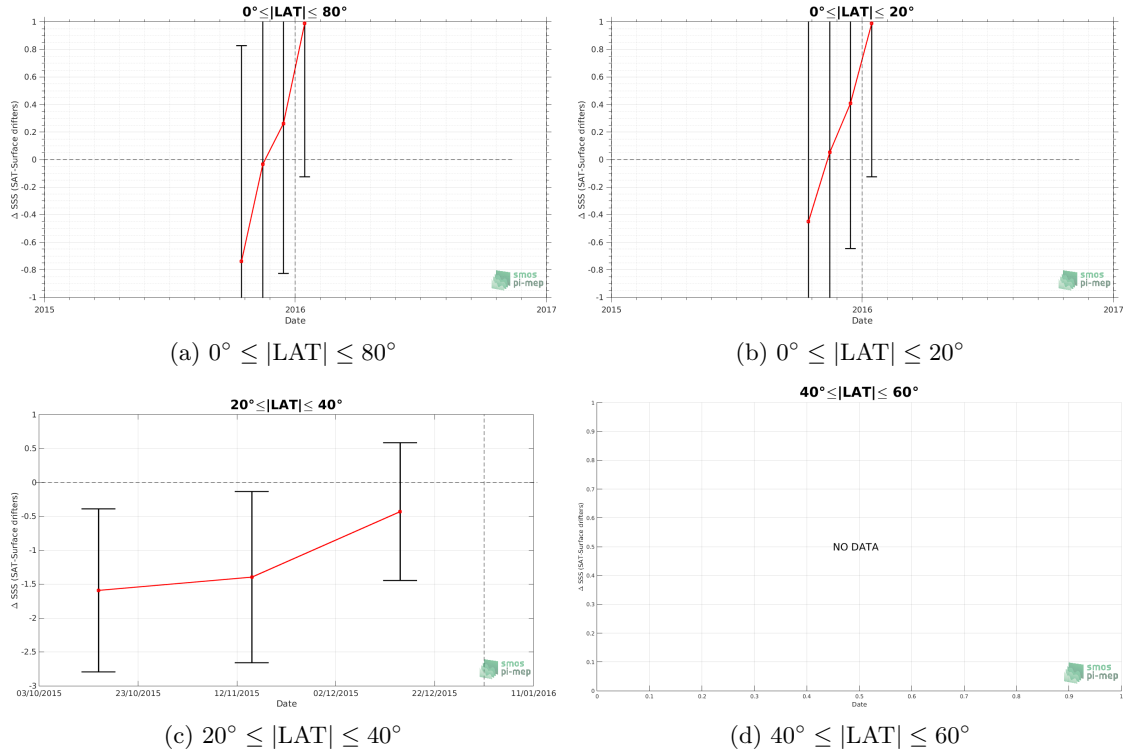 0°≤|LAT|≤ 80°
1
0.8
0.6
0.4
0.2
0
-0.2
-0.4
-0.6
-0.8
-1
Δ SSS (SAT-Surface drifters)
2015
2016
2017
Date
smos
pi-mep
(a) 0° ≤ |LAT| ≤ 80°
0°≤|LAT|≤ 20°
1
0.8
0.6
0.4
0.2
0
-0.2
-0.4
-0.6
-0.8
-1
Δ SSS (SAT-Surface drifters)
2015
2016
2017
Date
smos
pi-mep
(b) 0° ≤ |LAT| ≤ 20°
20°≤|LAT|≤ 40°
1
0.5
0
-0.5
-1
-1.5
-2
-2.5
-3
Δ SSS (SAT-Surface drifters)
03/10/2015
23/10/2015
12/11/2015
02/12/2015
22/12/2015
11/01/2016
Date
smos
pi-mep
(c) 20° ≤ |LAT| ≤ 40°
40°≤|LAT|≤ 60°
1
0.9
0.8
0.7
0.6
0.5
0.4
0.3
0.2
0.1
0
Δ SSS (SAT-Surface drifters)
NO DATA
0
0.1
0.2
0.3
0.4
0.5
0.6
0.7
0.8
0.9
1
Date
smos
pi-mep
(d) 40° ≤ |LAT| ≤ 60°